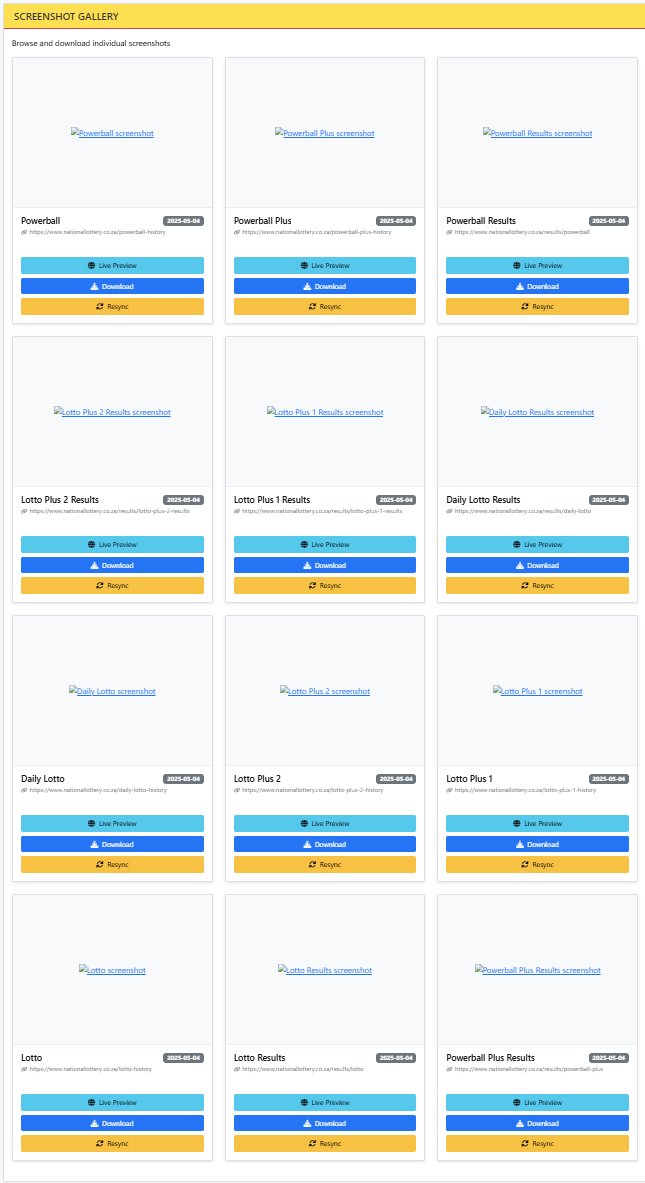 SCREENSHOT GALLERY
Browse and download individual screenshots
Powerball screenshot
Powerball Plus screenshot
Powerball Results screenshot
Powerball 2025-05-04
https://www.nationallottery.co.za/powerball-history
Live Preview
Download
Resync
Powerball Plus 2025-05-04
https://www.nationallottery.co.za/powerball-plus-history
Live Preview
Download
Resync
Powerball Results 2025-05-04
https://www.nationallottery.co.za/results/powerball
Live Preview
Download
Resync
Lotto Plus 2 Results screenshot
Lotto Plus 1 Results screenshot
Daily Lotto Results screenshot
Lotto Plus 2 Results 2025-05-04
https://www.nationallottery.co.za/results/lotto-plus-2-results
Live Preview
Download
Resync
Lotto Plus 1 Results 2025-05-04
https://www.nationallottery.co.za/results/lotto-plus-1-results
Live Preview
Download
Resync
Daily Lotto Results 2025-05-04
https://www.nationallottery.co.za/results/daily-lotto
Live Preview
Download
Resync
Daily Lotto screenshot
Lotto Plus 2 screenshot
Lotto Plus 1 screenshot
Daily Lotto 2025-05-04
https://www.nationallottery.co.za/daily-lotto-history
Live Preview
Download
Resync
Lotto Plus 2 2025-05-04
https://www.nationallottery.co.za/lotto-plus-2-history
Live Preview
Download
Resync
Lotto Plus 1 2025-05-04
https://www.nationallottery.co.za/lotto-plus-1-history
Live Preview
Download
Resync
Lotto screenshot
Lotto Results screenshot
Powerball Plus Results screenshot
Lotto 2025-05-04
https://www.nationallottery.co.za/lotto-history
Live Preview
Download
Resync
Lotto Results 2025-05-04
https://www.nationallottery.co.za/results/lotto
Live Preview
Download
Resync
Powerball Plus Results 2025-05-04
https://www.nationallottery.co.za/results/powerball-plus
Live Preview
Download
Resync